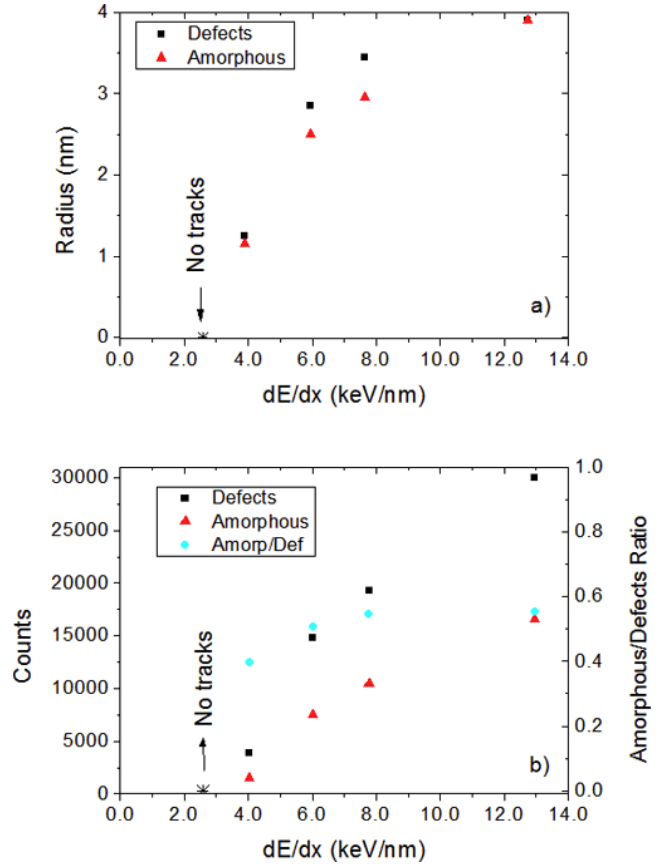 4
3
2
1
0
Radius (nm)
Defects
Amorphous
No tracks
a)
0.0 2.0 4.0 6.0 8.0 10.0 12.0 14.0
dE/dx (keV/nm)
30000
25000
20000
15000
10000
5000
0
Counts
Defects
Amorphous
Amorp/Def
No tracks
b)
1.0
0.8
0.6
0.4
0.2
0.0
Amorphous/Defects Ratio
0.0 2.0 4.0 6.0 8.0 10.0 12.0 14.0
dE/dx (keV/nm)